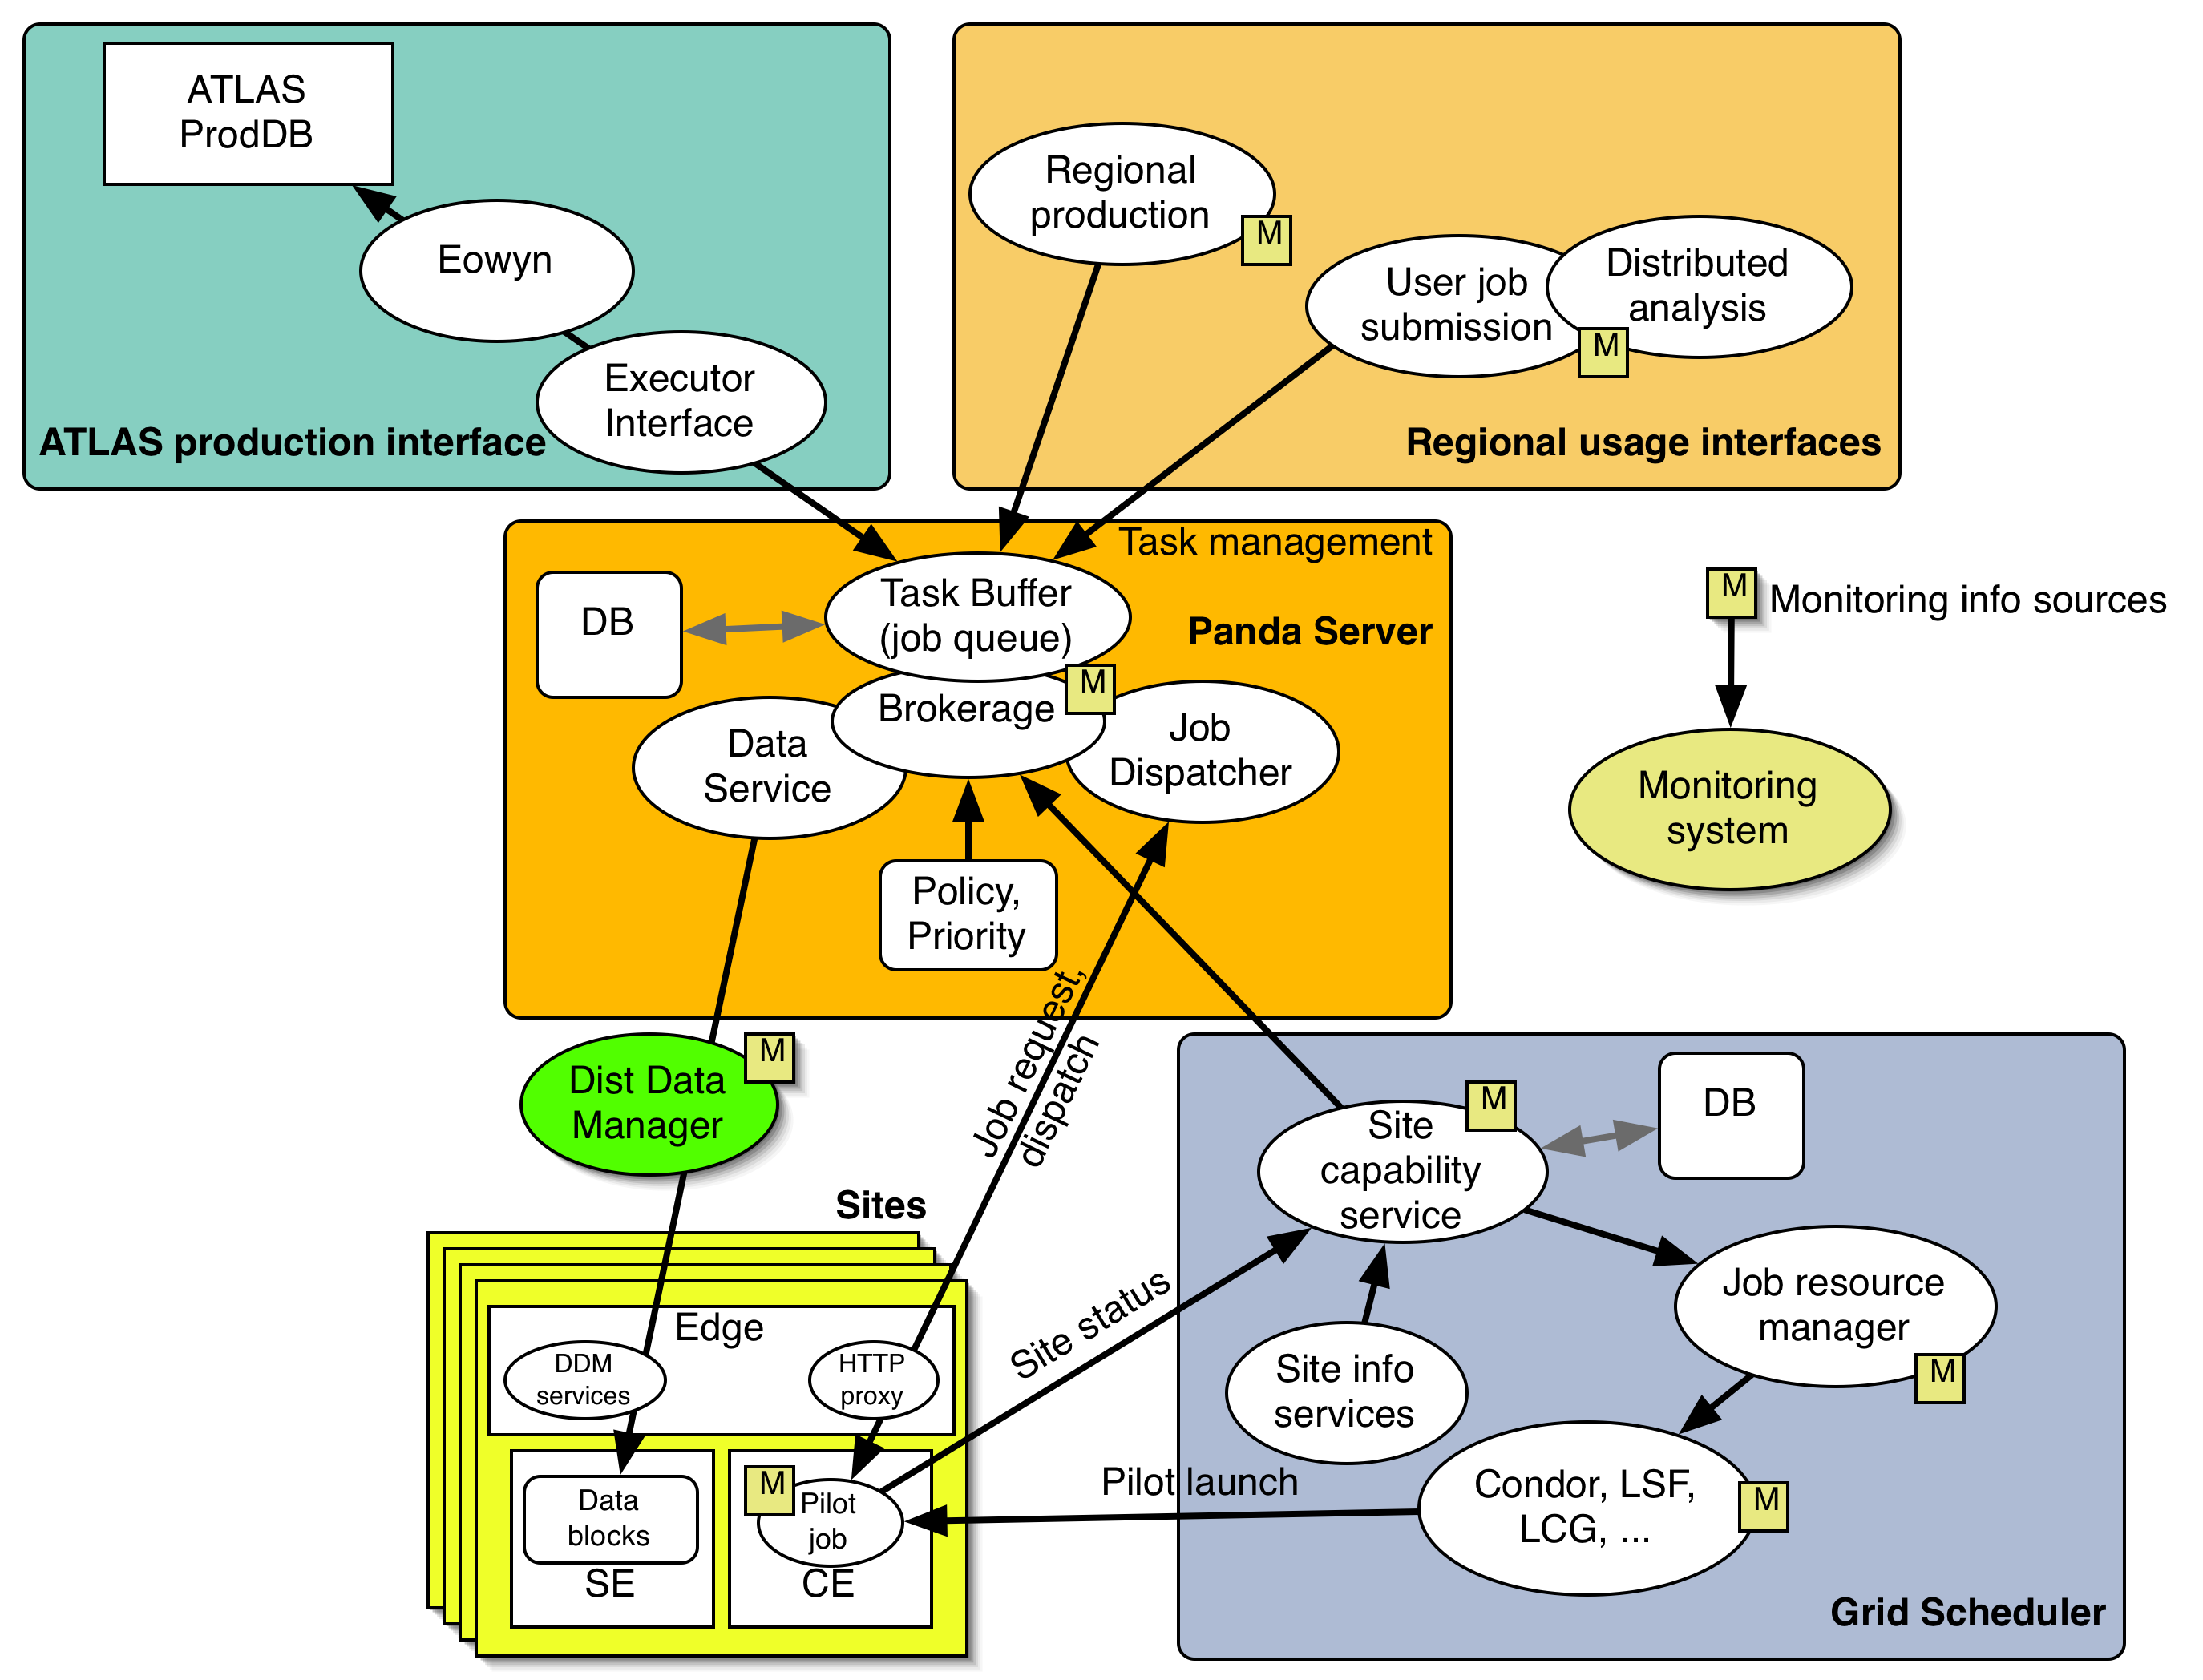 ATLAS
ProdDB
Eowyn
Executor
Interface
ATLAS production interface
Regional
production
M
User job
submission
Distributed
analysis
M
Regional usage interfaces
Task management
DB
Task Buffer
(job queue)
Panda Server
M
Brokerage
Data
Service
Job
Dispatcher
Policy,
Priority
M
Monitoring info sources
Monitoring
system
Dist Data
Manager
M
Job request,
dispatch
Sites
Edge
DDM
services
HTTP
proxy
Data
blocks
SE
M
Pilot
job
CE
Site status
Pilot launch
M
Site
capability
service
DB
Job resource
manager
M
Site info
services
Condor, LSF,
LCG, ...
M
Grid Scheduler